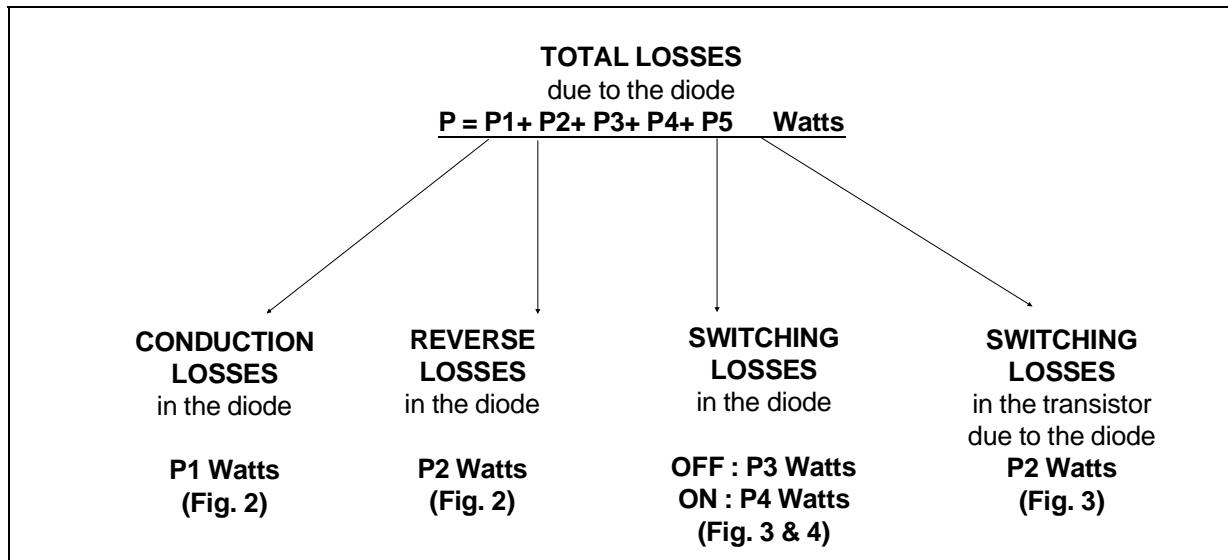 TOTAL LOSSES
due to the diode
P = P1+ P2+ P3+ P4+ P5 Watts
CONDUCTION
LOSSES
in the diode
P1 Watts
(Fig. 2)
REVERSE
LOSSES
in the diode
P2 Watts
(Fig. 2)
SWITCHING
LOSSES
in the diode
OFF : P3 Watts
ON : P4 Watts
(Fig. 3 & 4)
SWITCHING
LOSSES
in the transistor
due to the diode
P2 Watts
(Fig. 3)